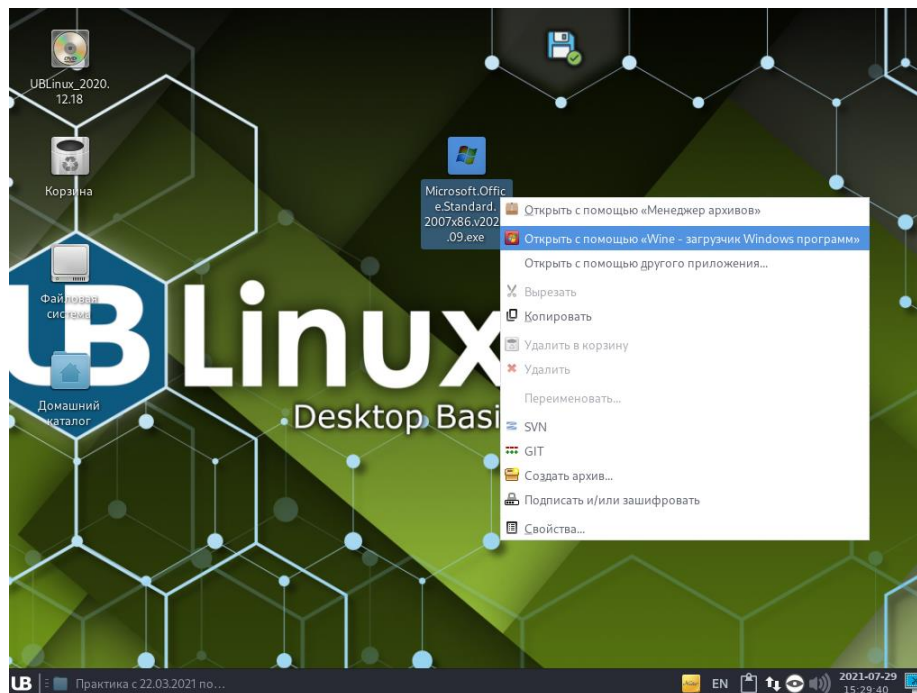 UBLinux_2020.
12.18
Корзина
Файловая
система
Домашний
каталог
UBLinux
Desktop Basi
Microsoft.Offic
e.Standard.
2007x86.v202
.09.exe
Открыть с помощью «Менеджер архивов»
Открыть с помощью «Wine - загрузчик Windows программ»
Открыть с помощью другого приложения...
Вырезать
Копировать
Удалить в корзину
Удалить
Переименовать...
SVN
GIT
Создать архив...
Подписать и/или зашифровать
Свойства...
UB
Практика с 22.03.2021 по...
EN
2021-07-29
15:29:40